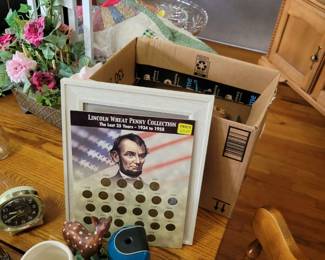 LINCOLN WHEAT PENNY COLLECTION
The Last 25 Years - 1934 to 1958